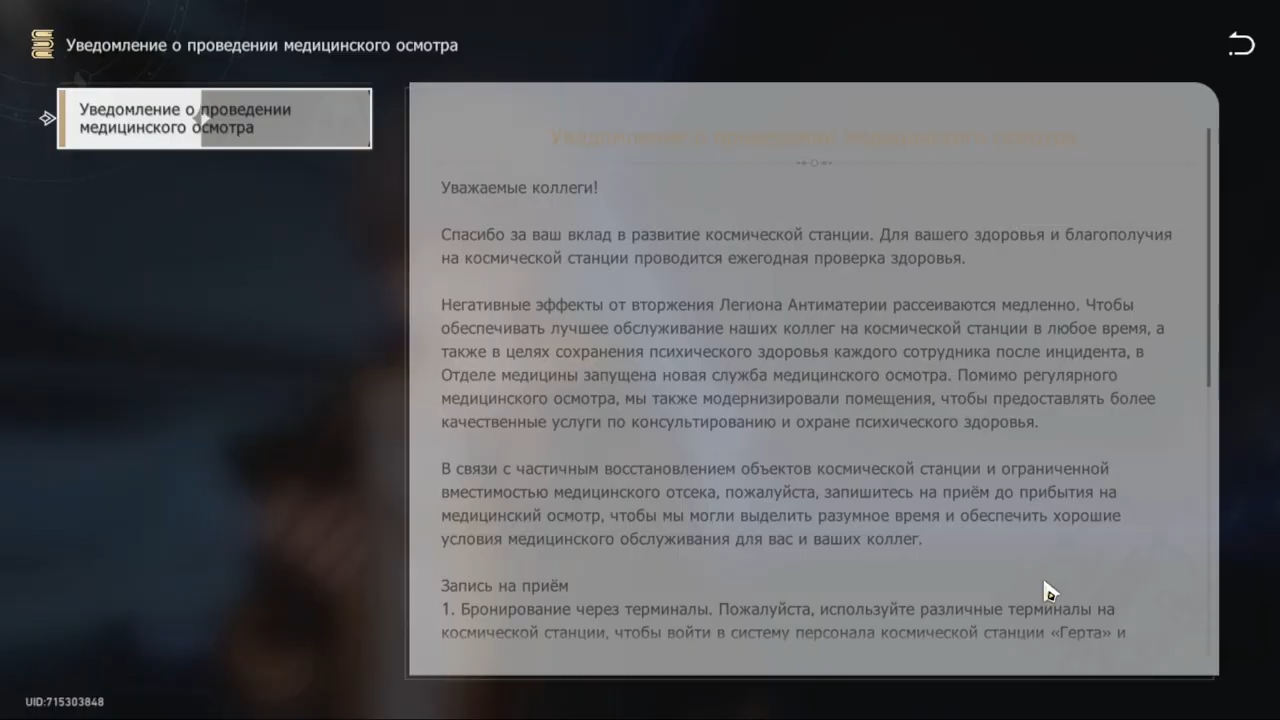 Уведомление о проведении медицинского осмотра
Уведомление о проведении
медицинского осмотра
Уведомление о проведении медицинского осмотра
Уважаемые коллеги!
Спасибо за ваш вклад в развитие космической станции. Для вашего здоровья и благополучия
на космической станции проводится ежегодная проверка здоровья.
Негативные эффекты от вторжения Легиона Антиматерии рассеиваются медленно. Чтобы
обеспечивать лучшее обслуживание наших коллег на космической станции в любое время, а
также в целях сохранения психического здоровья каждого сотрудника после инцидента, в
Отделе медицины запущена новая служба медицинского осмотра. Помимо регулярного
медицинского осмотра, мы также модернизировали помещения, чтобы предоставлять более
качественные услуги по консультированию и охране психического здоровья.
В связи с частичным восстановлением объектов космической станции и ограниченной
вместимостью медицинского отсека, пожалуйста, запишитесь на приём до прибытия на
медицинский осмотр, чтобы мы могли выделить разумное время и обеспечить хорошие
условия медицинского обслуживания для вас и ваших коллег.
Запись на приём
1. Бронирование через терминалы. Пожалуйста, используйте различные терминалы на
космической станции, чтобы войти в систему персонала космической станции «Герта» и
UID:715303848